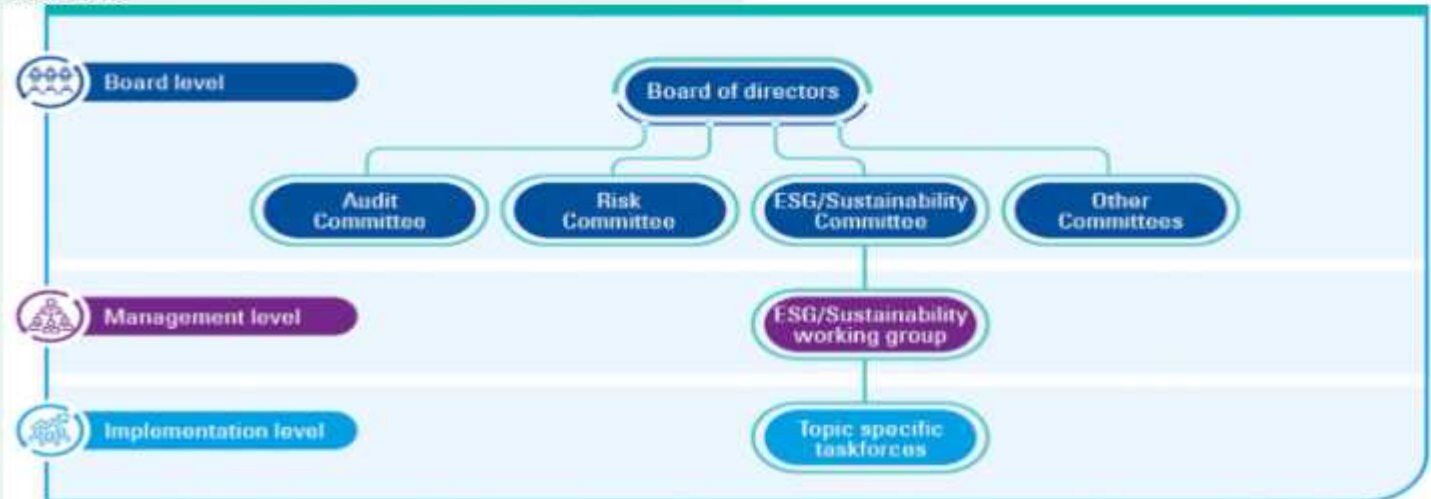 Board level
Board of directors
Audit
Committee
Risk
Committee
ESG/Sustainability
Committee
Other
Committees
Management level
ESG/Sustainability
working group
Implementation level
Topic specific
taskforces